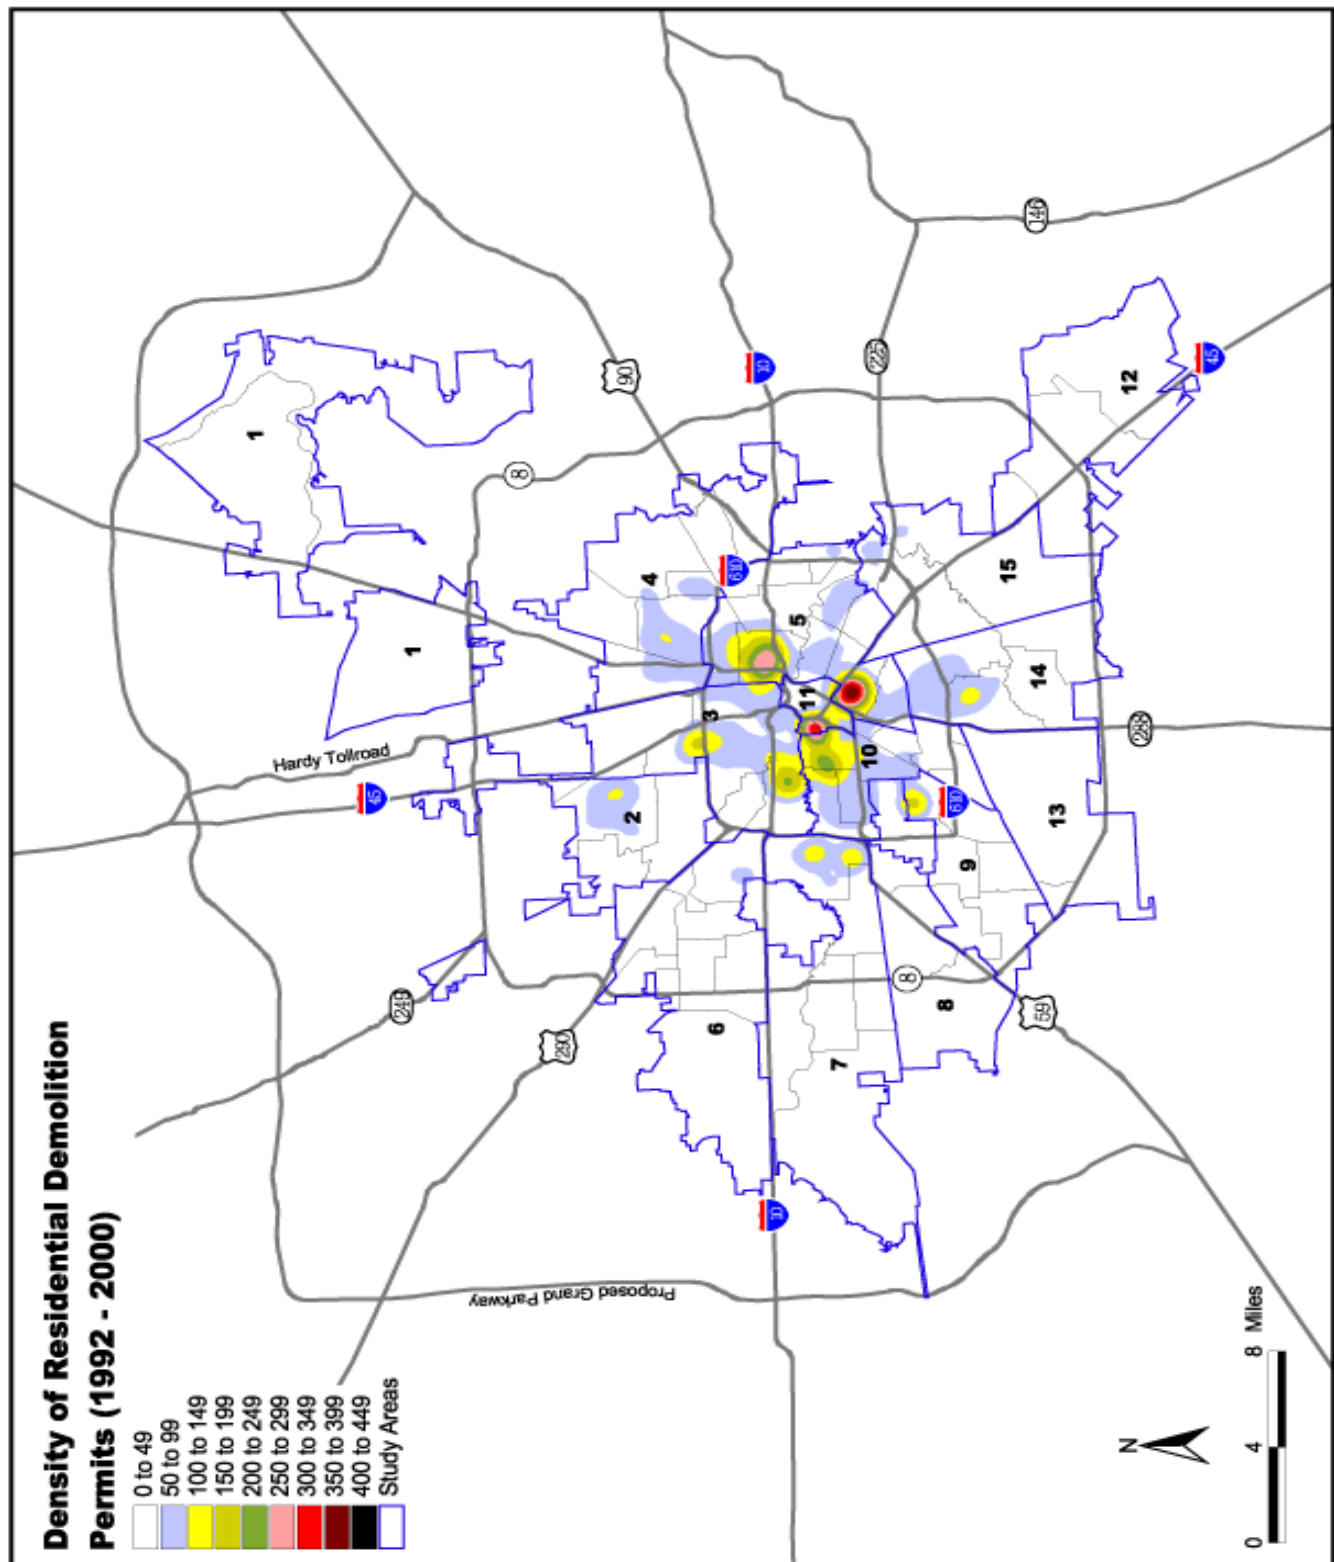 Density of Residential Demolition
Permits (1992 - 2000)
0 to 49
50 to 99
100 to 149
150 to 199
200 to 249
250 to 299
300 to 349
350 to 399
400 to 449
Study Areas
Proposed Grand Parkway
Hardy Tollroad
249
290
45
8
1
1
90
10
225
146
45
12
610
4
5
15
3
11
2
10
14
288
610
13
9
6
7
8
8
59
10
N
0 4 8 Miles